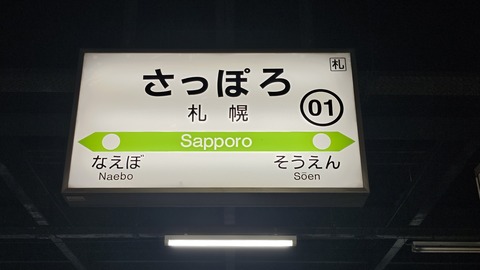 札
さっぽろ
01
札幌
Sapporo
なえぼ
Naebo
そうえん
Sōen